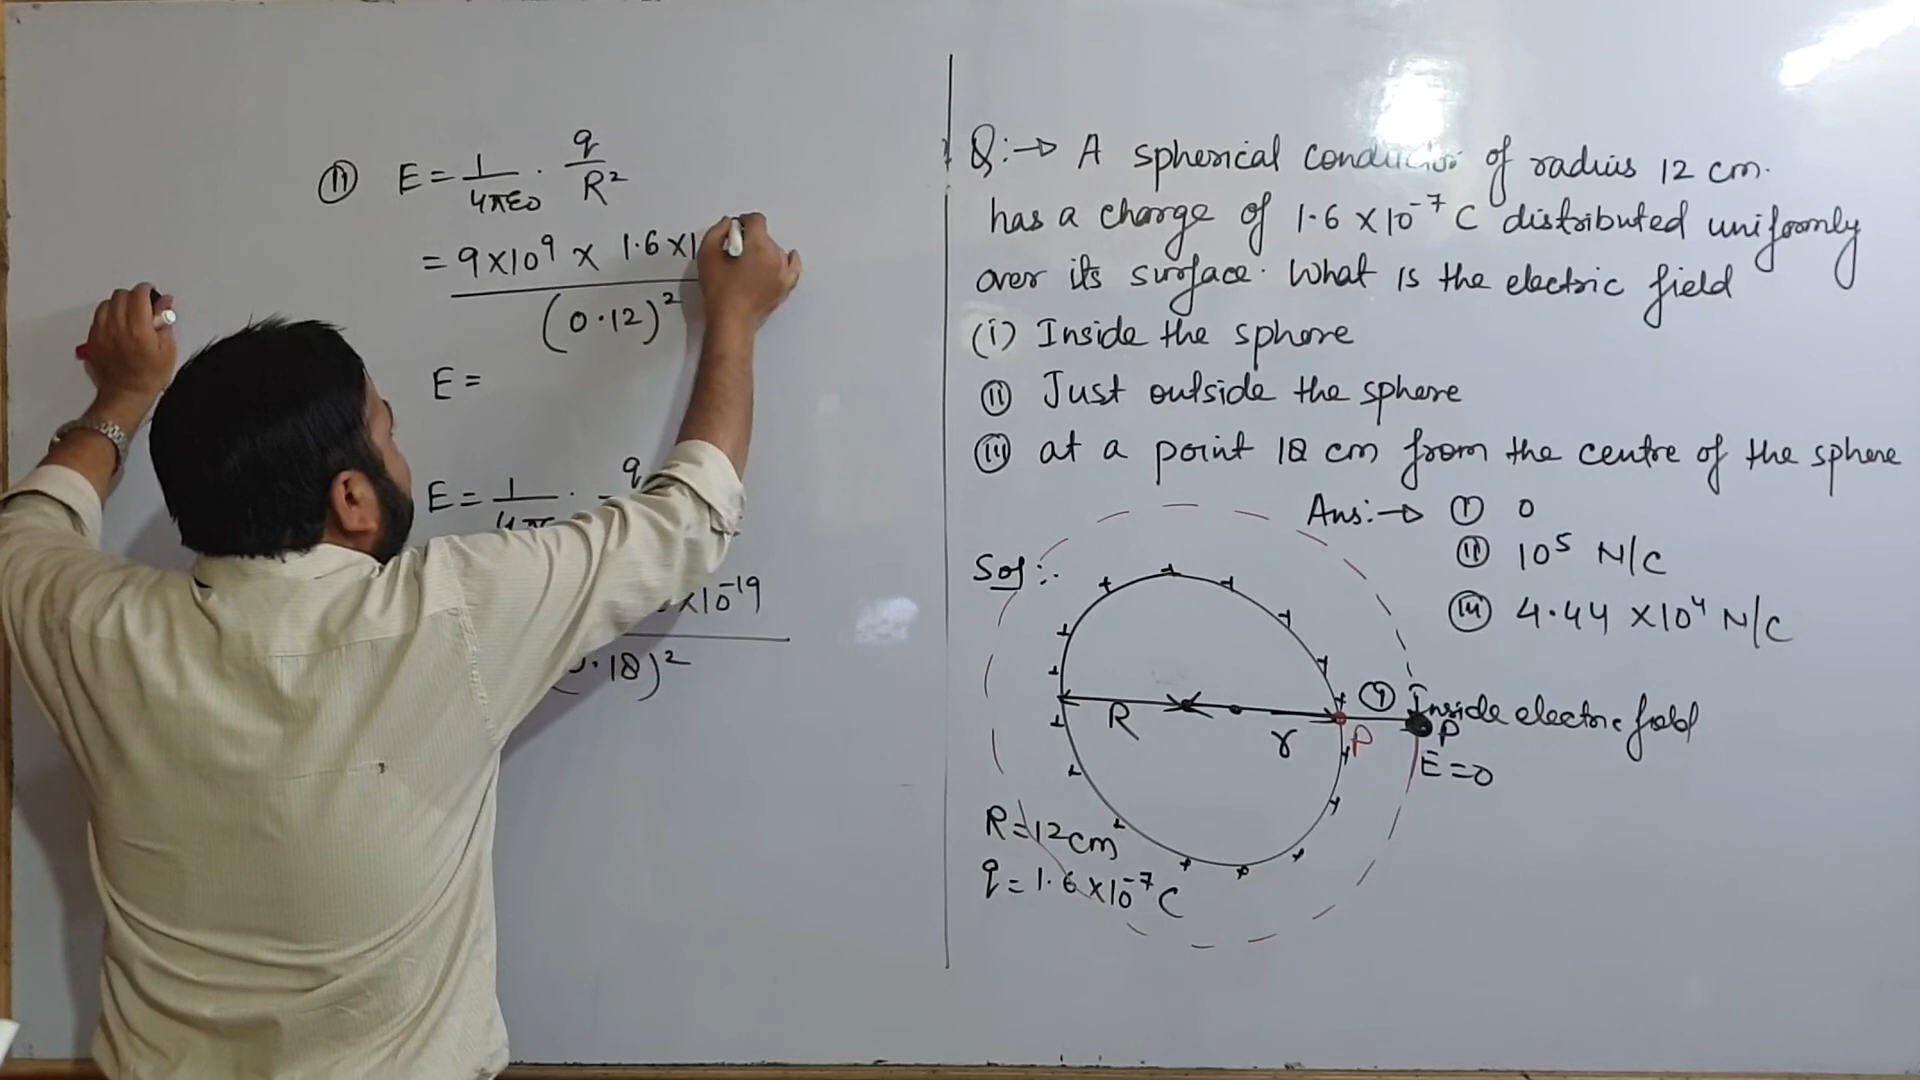 (ii) E = 1/4πε0 · q/R²
= 9×10⁹ × 1.6×1
(0.12)²
E =
E = 1/4πε · q
×10⁻¹⁹
.18)²
Q:→ A spherical conductor of radius 12 cm.
has a charge of 1.6 ×10⁻⁷ C distributed uniformly
over its surface. What is the electric field
(i) Inside the sphere
(ii) Just outside the sphere
(iii) at a point 18 cm from the centre of the sphere
Ans:→ (i) 0
(ii) 10⁵ N/C
(iii) 4.44 ×10⁴ N/C
Sol:.
(i) Inside electric field
R r P P
E = 0
R = 12 cm
q = 1.6 ×10⁻⁷ C